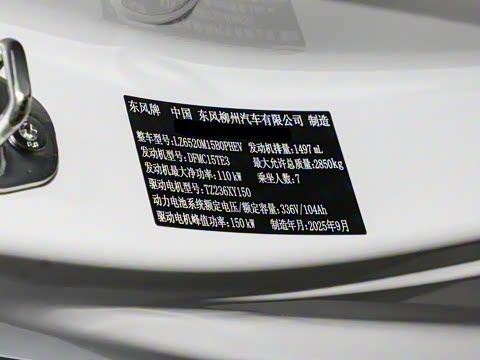 东风牌 中国 东风柳州汽车有限公司 制造
整车型号:LZ6520M15B0PHEV 发动机排量:1497 mL
发动机型号:DFMC15TE3 最大允许总质量:2850kg
发动机最大净功率:110 kW 乘坐人数:7
驱动电机型号:TZ236XY150
动力电池系统额定电压/额定容量:336V/104Ah
驱动电机峰值功率:150 kW 制造年月:2025年9月